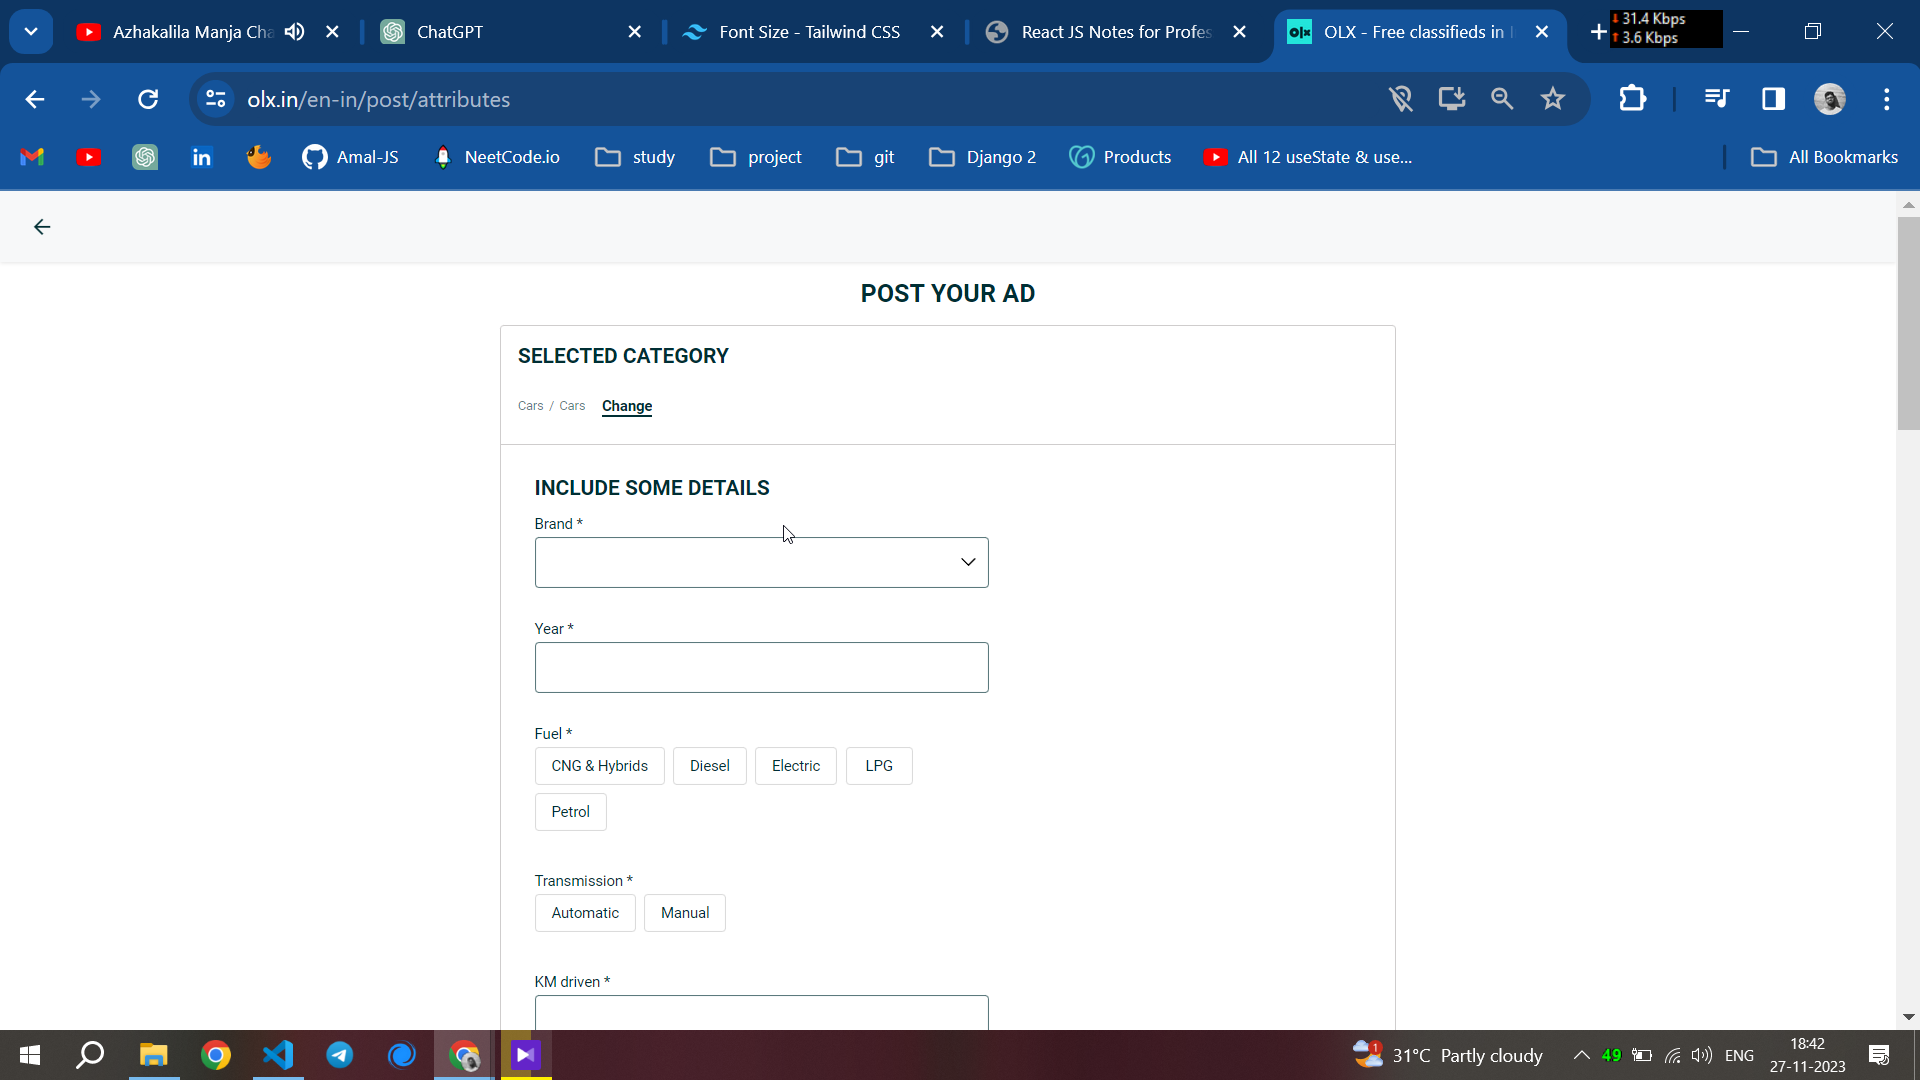 Azhakalila Manja Cha
ChatGPT
Font Size - Tailwind CSS
React JS Notes for Profes
olx
OLX - Free classifieds in
31.4 Kbps
3.6 Kbps
olx.in/en-in/post/attributes
in
Amal-JS
NeetCode.io
study
project
git
Django 2
Products
All 12 useState & use...
All Bookmarks
POST YOUR AD
SELECTED CATEGORY
Cars / Cars Change
INCLUDE SOME DETAILS
Brand *
Year *
Fuel *
CNG & Hybrids
Diesel
Electric
LPG
Petrol
Transmission *
Automatic
Manual
KM driven *
1
31°C Partly cloudy
49
ENG
18:42
27-11-2023